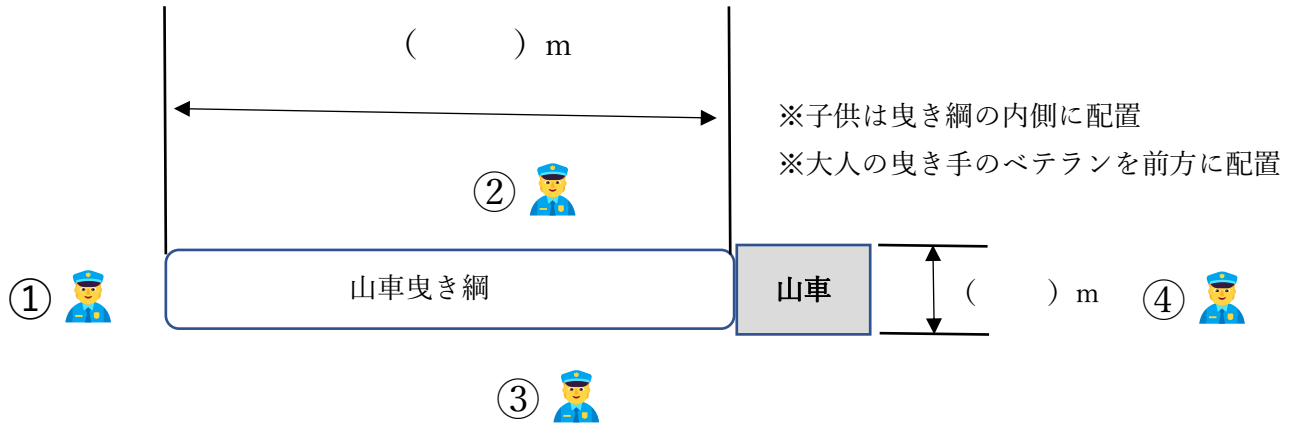 （　　　）m
※子供は曳き綱の内側に配置
※大人の曳き手のベテランを前方に配置
②
山車曳き綱
山車
（　　　）m
①
④
③